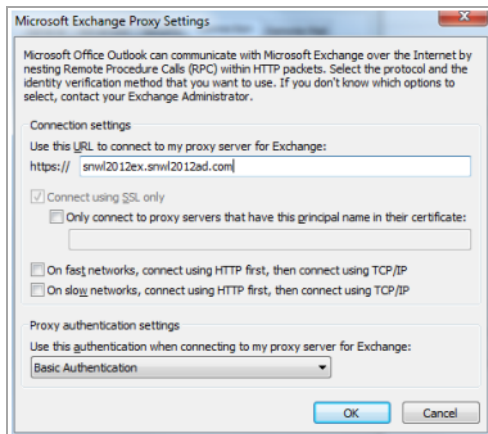 Microsoft Exchange Proxy Settings
Microsoft Office Outlook can communicate with Microsoft Exchange over the Internet by
nesting Remote Procedure Calls (RPC) within HTTP packets. Select the protocol and the
identity verification method that you want to use. If you don't know which options to
select, contact your Exchange Administrator.
Connection settings
Use this URL to connect to my proxy server for Exchange:
https:// snwl2012ex.snwl2012ad.com
Connect using SSL only
Only connect to proxy servers that have this principal name in their certificate:
On fast networks, connect using HTTP first, then connect using TCP/IP
On slow networks, connect using HTTP first, then connect using TCP/IP
Proxy authentication settings
Use this authentication when connecting to my proxy server for Exchange:
Basic Authentication
OK Cancel